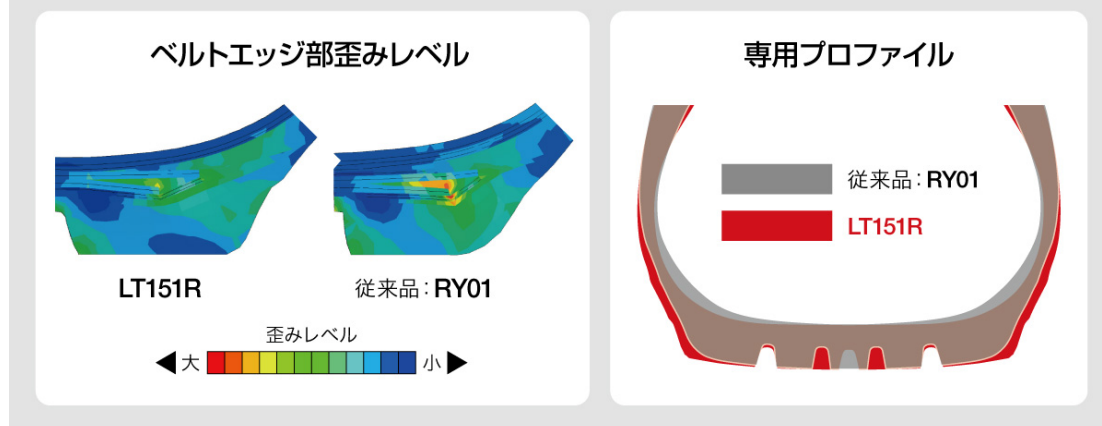 ベルトエッジ部歪みレベル
LT151R
従来品：RY01
歪みレベル
大
小
専用プロファイル
従来品：RY01
LT151R